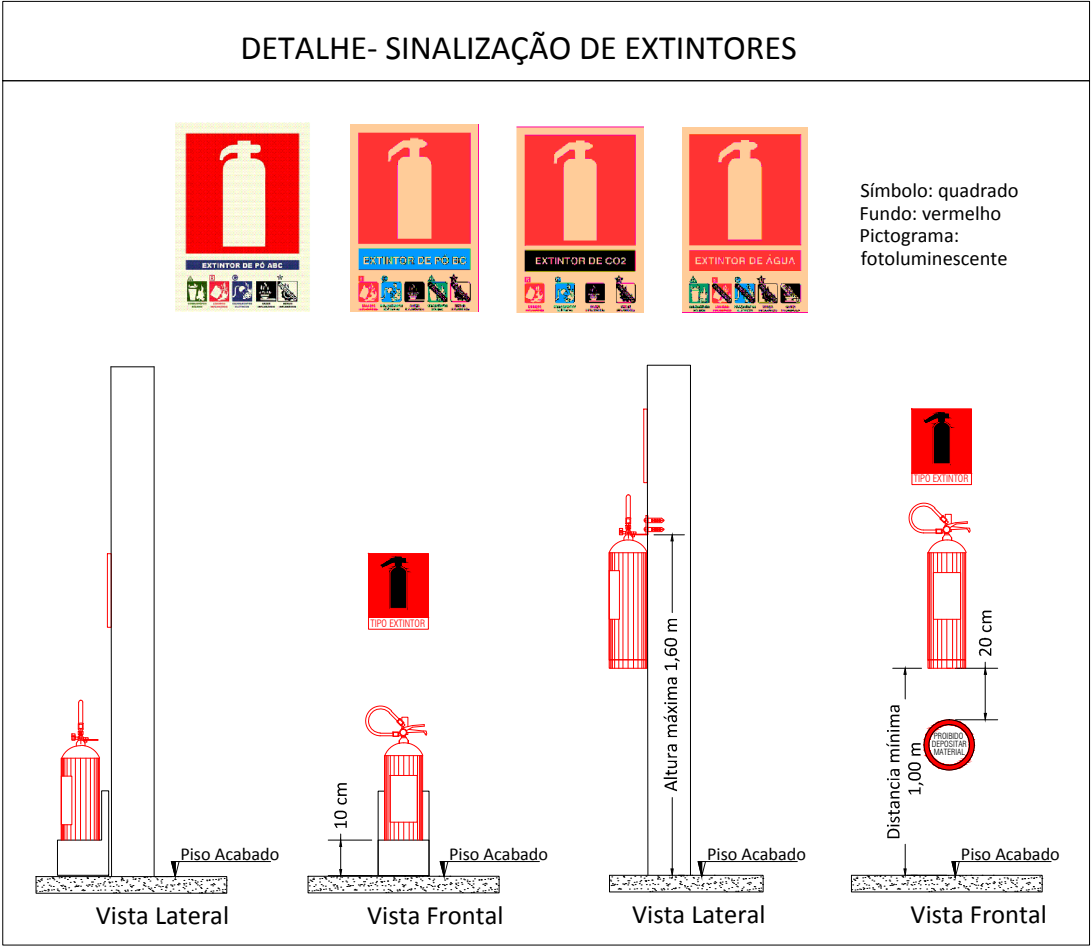 DETALHE- SINALIZAÇÃO DE EXTINTORES
EXTINTOR DE PÓ ABC
EXTINTOR DE PÓ BC
EXTINTOR DE CO2
EXTINTOR DE ÁGUA
Símbolo: quadrado
Fundo: vermelho
Pictograma:
fotoluminescente
TIPO EXTINTOR
10 cm
Piso Acabado
Vista Lateral
Piso Acabado
Vista Frontal
Altura máxima 1,60 m
Piso Acabado
Vista Lateral
TIPO EXTINTOR
20 cm
Distancia mínima
1,00 m
PROIBIDO
DEPOSITAR
MATERIAL
Piso Acabado
Vista Frontal